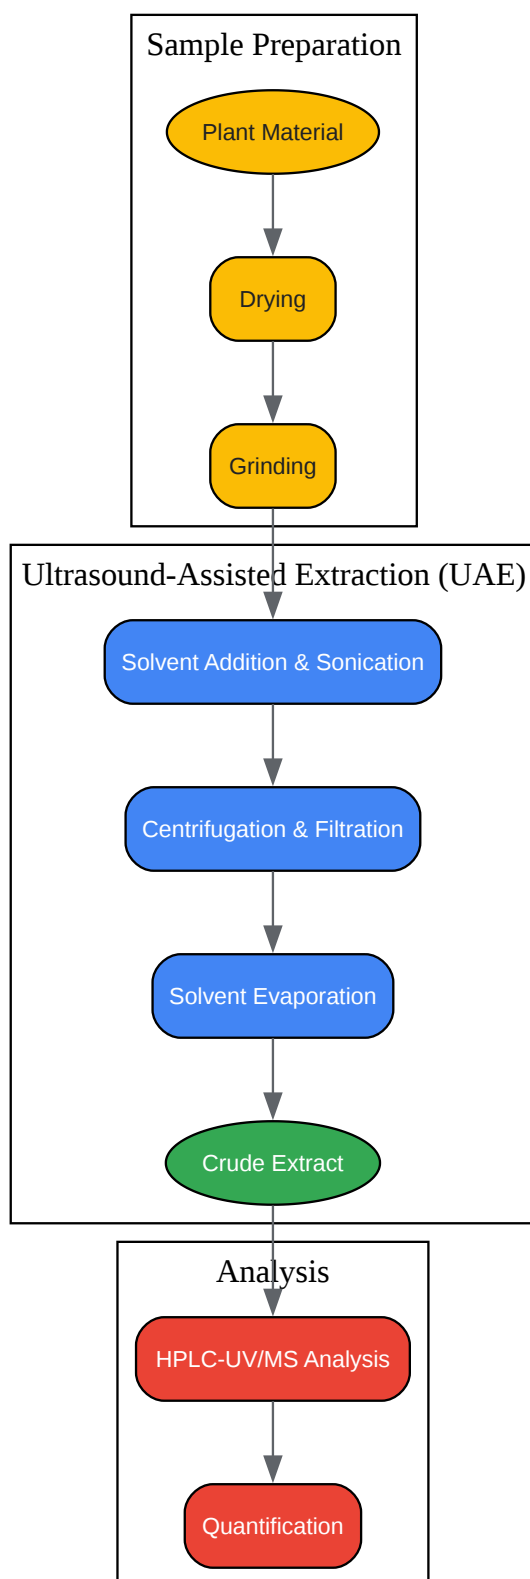 Sample Preparation
Plant Material
Drying
Grinding
Ultrasound-Assisted Extraction (UAE)
Solvent Addition & Sonication
Centrifugation & Filtration
Solvent Evaporation
Crude Extract
Analysis
HPLC-UV/MS Analysis
Quantification